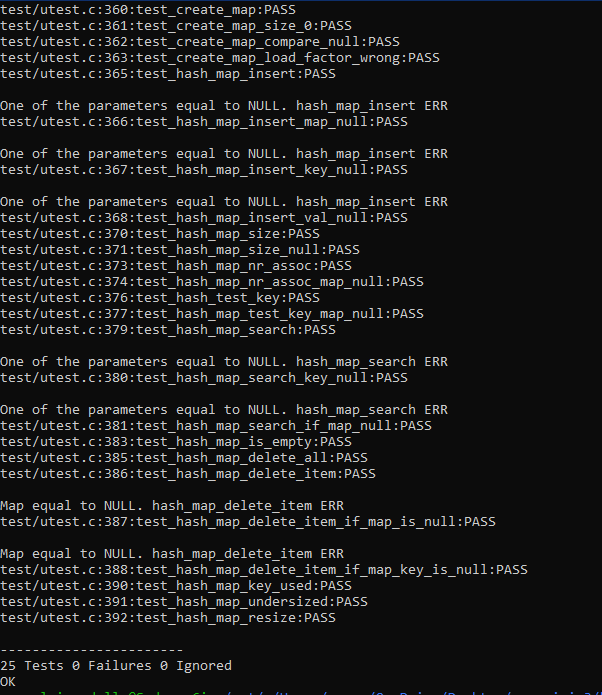 test/utest.c:360:test_create_map:PASS
test/utest.c:361:test_create_map_size_0:PASS
test/utest.c:362:test_create_map_compare_null:PASS
test/utest.c:363:test_create_map_load_factor_wrong:PASS
test/utest.c:365:test_hash_map_insert:PASS
One of the parameters equal to NULL. hash_map_insert ERR
test/utest.c:366:test_hash_map_insert_map_null:PASS
One of the parameters equal to NULL. hash_map_insert ERR
test/utest.c:367:test_hash_map_insert_key_null:PASS
One of the parameters equal to NULL. hash_map_insert ERR
test/utest.c:368:test_hash_map_insert_val_null:PASS
test/utest.c:370:test_hash_map_size:PASS
test/utest.c:371:test_hash_map_size_null:PASS
test/utest.c:373:test_hash_map_nr_assoc:PASS
test/utest.c:374:test_hash_map_nr_assoc_map_null:PASS
test/utest.c:376:test_hash_test_key:PASS
test/utest.c:377:test_hash_map_test_key_map_null:PASS
test/utest.c:379:test_hash_map_search:PASS
One of the parameters equal to NULL. hash_map_search ERR
test/utest.c:380:test_hash_map_search_key_null:PASS
One of the parameters equal to NULL. hash_map_search ERR
test/utest.c:381:test_hash_map_search_if_map_null:PASS
test/utest.c:383:test_hash_map_is_empty:PASS
test/utest.c:385:test_hash_map_delete_all:PASS
test/utest.c:386:test_hash_map_delete_item:PASS
Map equal to NULL. hash_map_delete_item ERR
test/utest.c:387:test_hash_map_delete_item_if_map_is_null:PASS
Map equal to NULL. hash_map_delete_item ERR
test/utest.c:388:test_hash_map_delete_item_if_map_key_is_null:PASS
test/utest.c:390:test_hash_map_key_used:PASS
test/utest.c:391:test_hash_map_undersized:PASS
test/utest.c:392:test_hash_map_resize:PASS
-----------------------
25 Tests 0 Failures 0 Ignored
OK